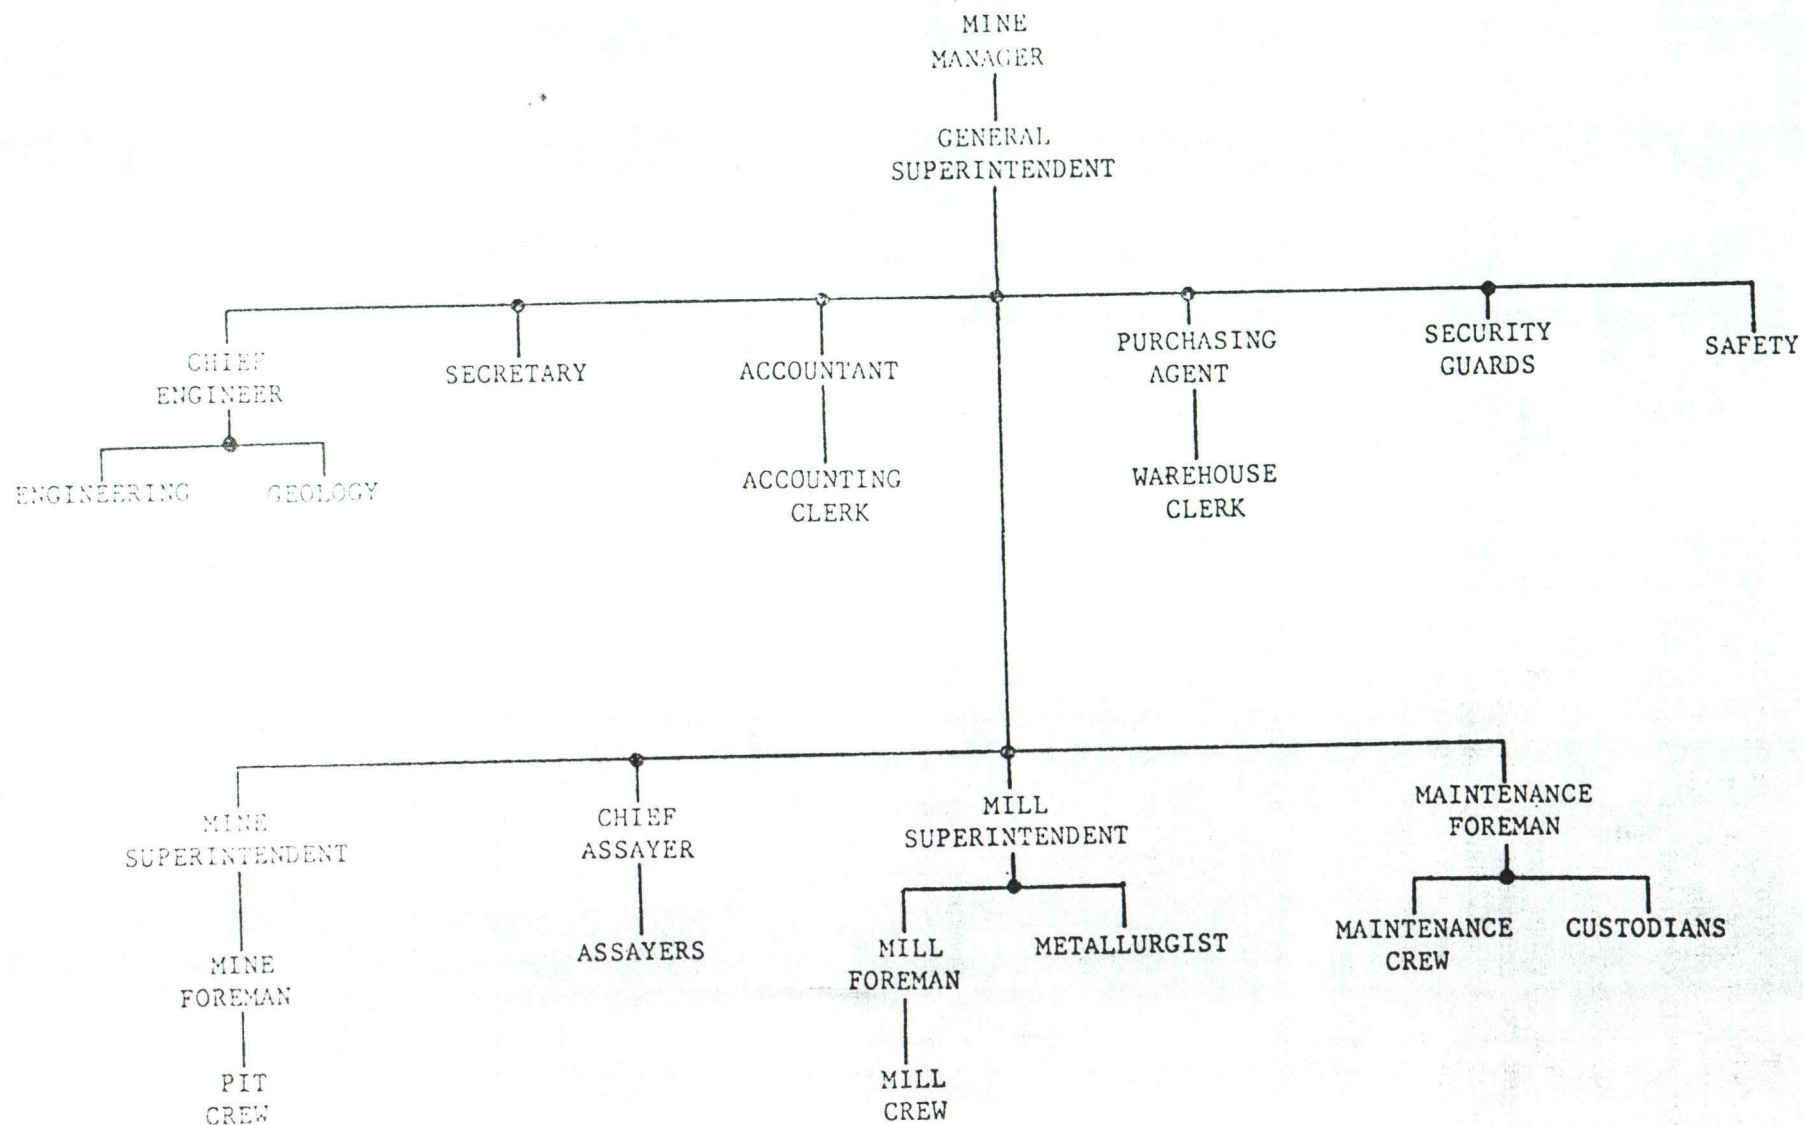 MINE
MANAGER
GENERAL
SUPERINTENDENT
CHIEF
ENGINEER
SECRETARY
ACCOUNTANT
PURCHASING
AGENT
SECURITY
GUARDS
SAFETY
ENGINEERING
GEOLOGY
ACCOUNTING
CLERK
WAREHOUSE
CLERK
MINE
SUPERINTENDENT
CHIEF
ASSAYER
MILL
SUPERINTENDENT
MAINTENANCE
FOREMAN
MINE
FOREMAN
ASSAYERS
MILL
FOREMAN
METALLURGIST
MAINTENANCE
CREW
CUSTODIANS
PIT
CREW
MILL
CREW